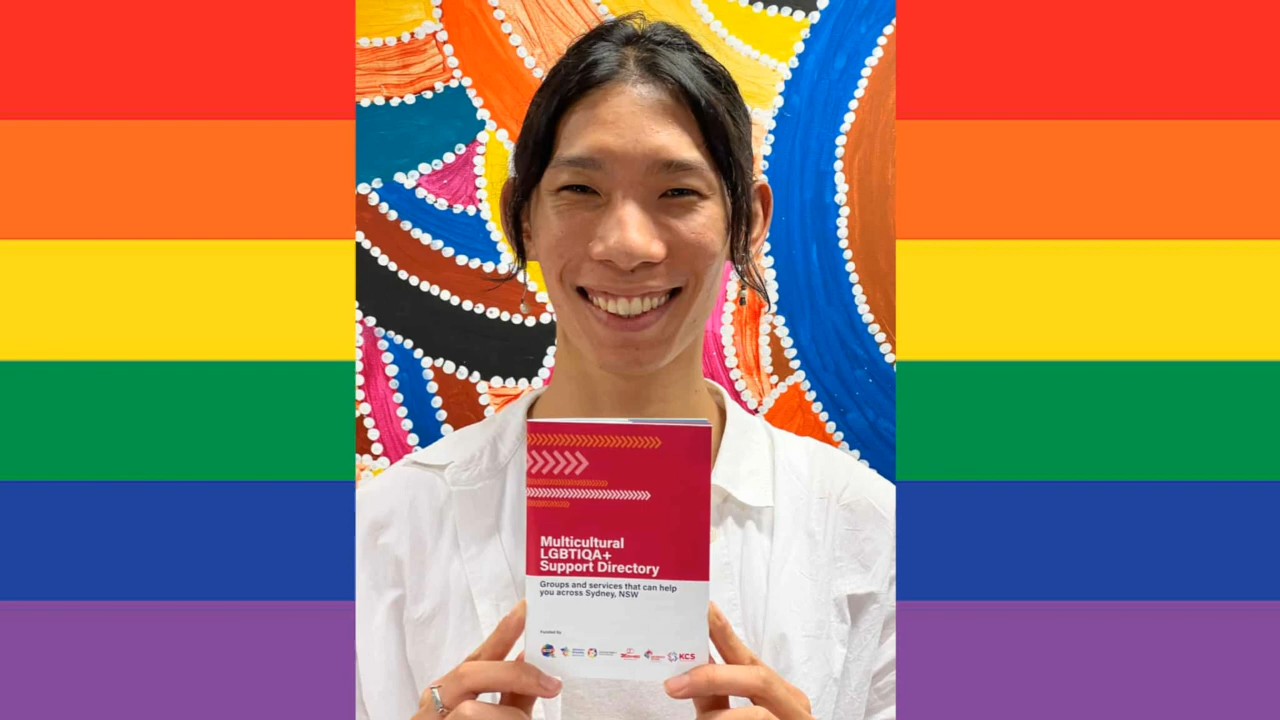 Multicultural
LGBTIQA+
Support Directory
Groups and services that can help
you across Sydney, NSW
Funded By
KCS